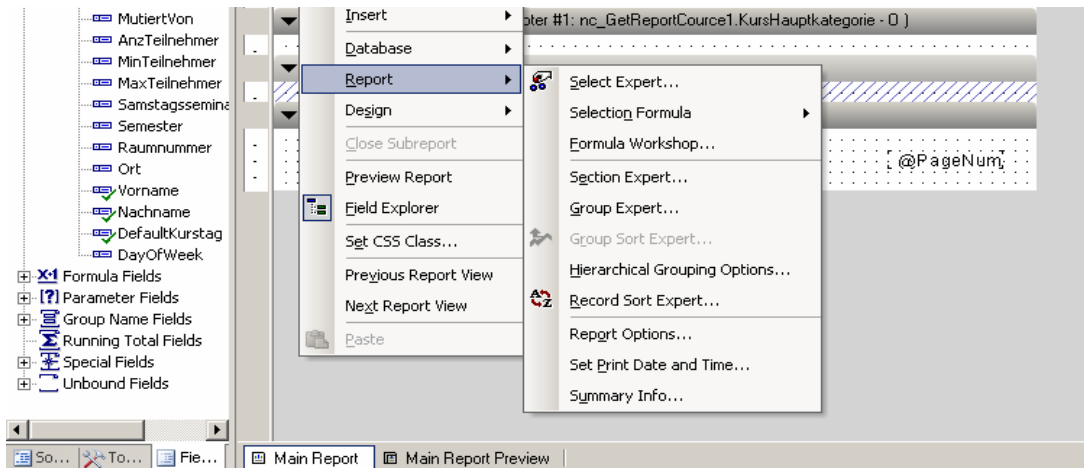 MutiertVon
AnzTeilnehmer
MinTeilnehmer
MaxTeilnehmer
Samstagssemina
Semester
Raumnummer
Ort
Vorname
Nachname
DefaultKurstag
DayOfWeek
Formula Fields
Parameter Fields
Group Name Fields
Running Total Fields
Special Fields
Unbound Fields
So...
To...
Fie...
oter #1: nc_GetReportCource1.KursHauptkategorie - O )
Insert
Database
Report
Design
Close Subreport
Preview Report
Field Explorer
Set CSS Class...
Previous Report View
Next Report View
Paste
Select Expert...
Selection Formula
Formula Workshop...
Section Expert...
Group Expert...
Group Sort Expert...
Hierarchical Grouping Options...
Record Sort Expert...
Report Options...
Set Print Date and Time...
Summary Info...
@PageNum
Main Report
Main Report Preview